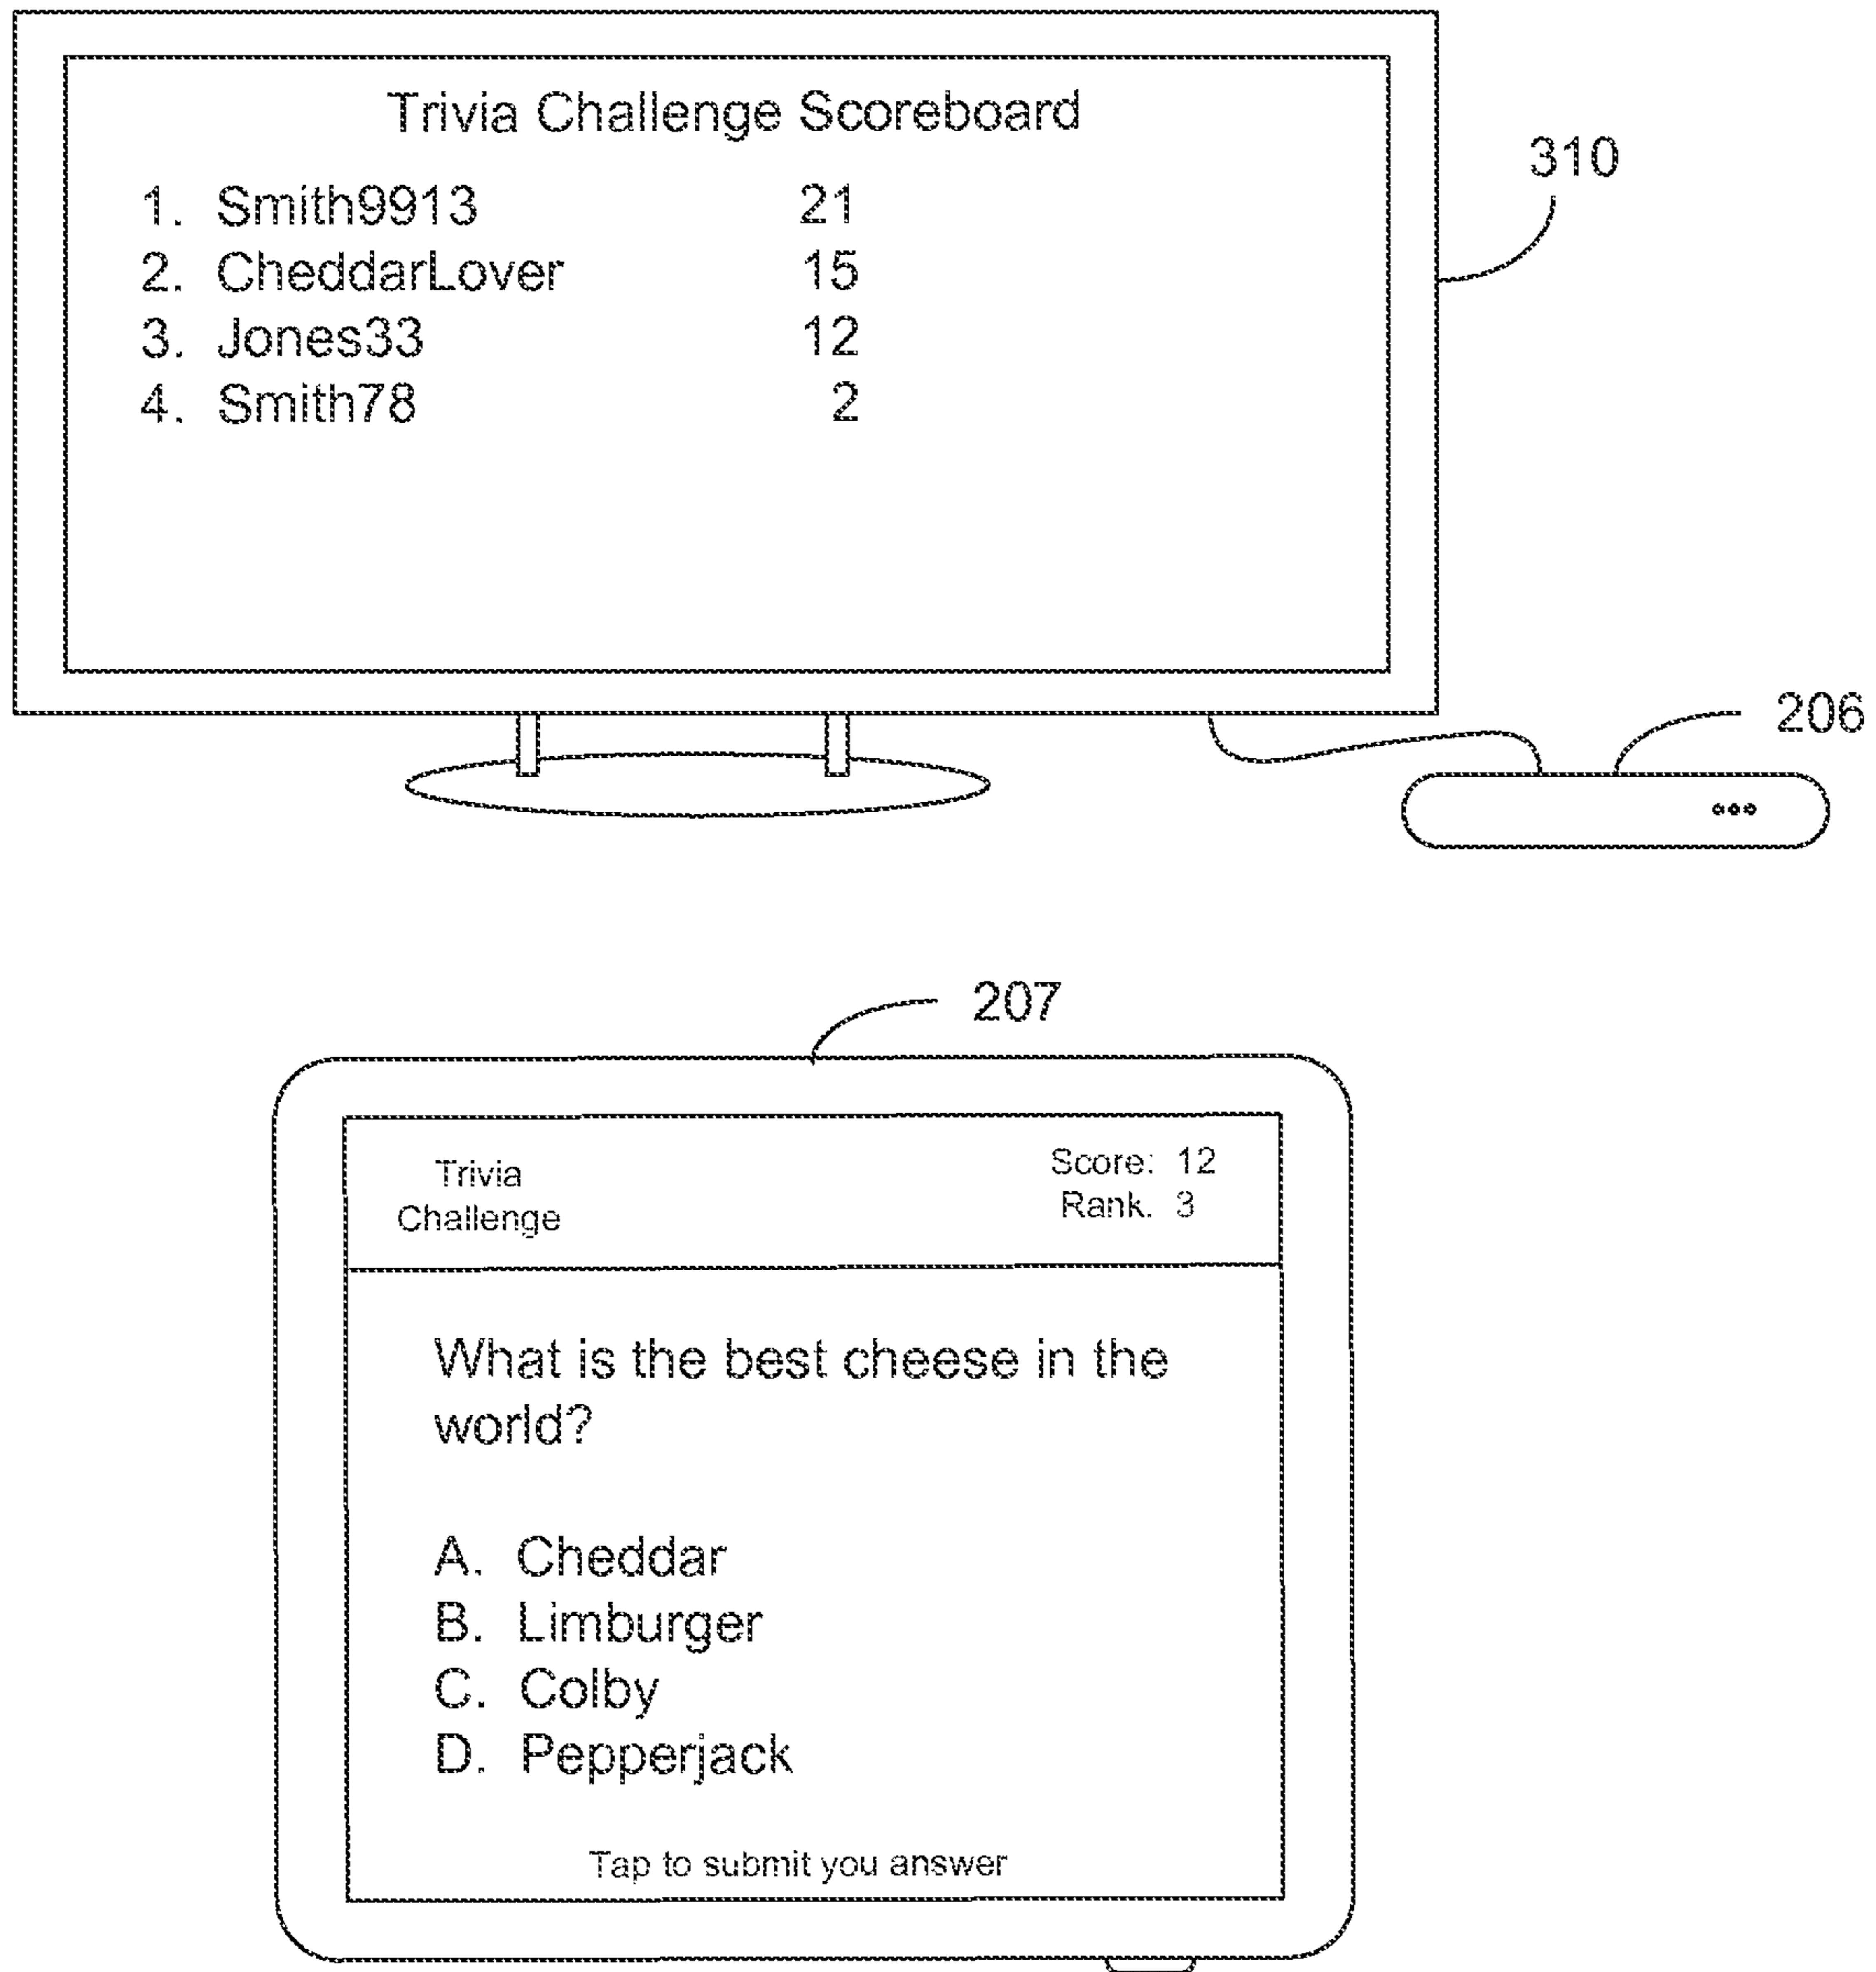 Trivia Challenge Scoreboard
1. Smith9913 21
2. CheddarLover 15
3. Jones33 12
4. Smith78 2
310
206
207
Trivia
Challenge
Score: 12
Rank. 3
What is the best cheese in the
world?
A. Cheddar
B. Limburger
C. Colby
D. Pepperjack
Tap to submit you answer